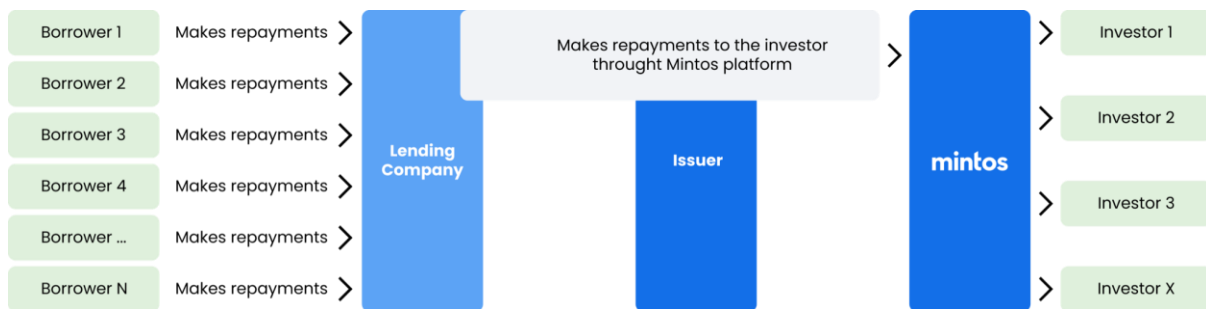 Borrower 1
Makes repayments
Borrower 2
Makes repayments
Borrower 3
Makes repayments
Borrower 4
Makes repayments
Borrower ...
Makes repayments
Borrower N
Makes repayments
Lending
Company
Makes repayments to the investor
throught Mintos platform
Issuer
mintos
Investor 1
Investor 2
Investor 3
Investor X